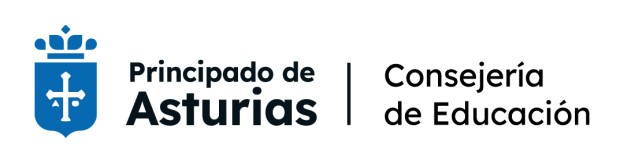 Principado de
Asturias
Consejería
de Educación